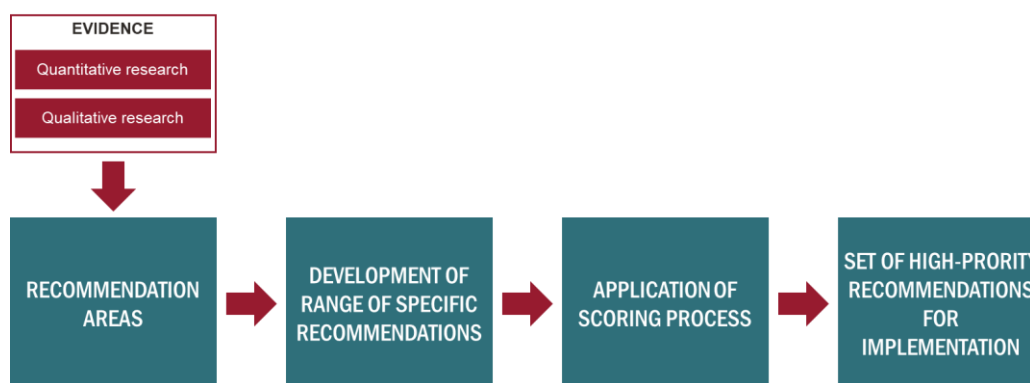 EVIDENCE
Quantitative research
Qualitative research
RECOMMENDATION
AREAS
DEVELOPMENT OF
RANGE OF SPECIFIC
RECOMMENDATIONS
APPLICATION OF
SCORING PROCESS
SET OF HIGH-PRORITY
RECOMMENDATIONS
FOR
IMPLEMENTATION